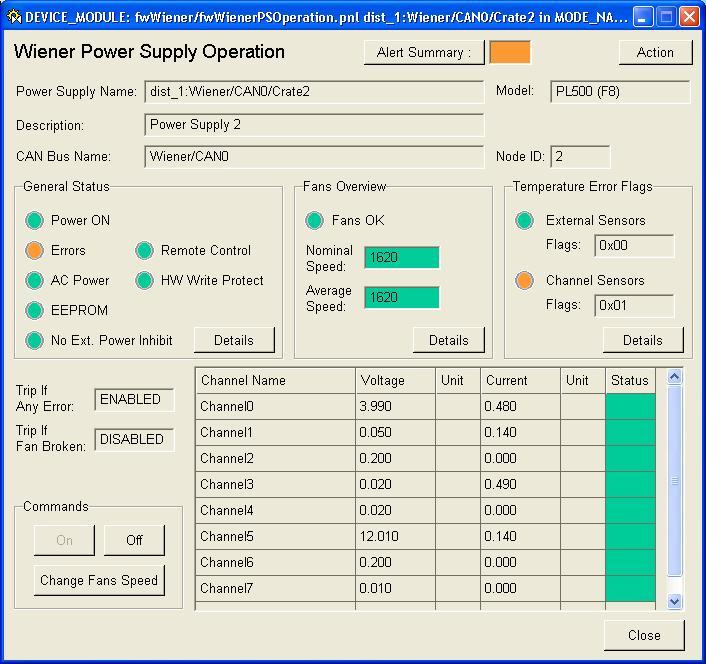 DEVICE_MODULE: fwWiener/fwWienerPSOperation.pnl dist_1:Wiener/CAN0/Crate2 in MODE_NA...
Wiener Power Supply Operation
Alert Summary :
Action
Power Supply Name: dist_1:Wiener/CAN0/Crate2
Model: PL500 (F8)
Description: Power Supply 2
CAN Bus Name: Wiener/CAN0
Node ID: 2
General Status
Power ON
Errors
Remote Control
AC Power
HW Write Protect
EEPROM
No Ext. Power Inhibit
Details
Fans Overview
Fans OK
Nominal
Speed: 1620
Average
Speed: 1620
Details
Temperature Error Flags
External Sensors
Flags: 0x00
Channel Sensors
Flags: 0x01
Details
Trip If
Any Error: ENABLED
Trip If
Fan Broken: DISABLED
Commands
On Off
Change Fans Speed
Channel Name Voltage Unit Current Unit Status
Channel0 3.990 0.480
Channel1 0.050 0.140
Channel2 0.200 0.000
Channel3 0.020 0.490
Channel4 0.020 0.000
Channel5 12.010 0.140
Channel6 0.200 0.000
Channel7 0.010 0.000
Close